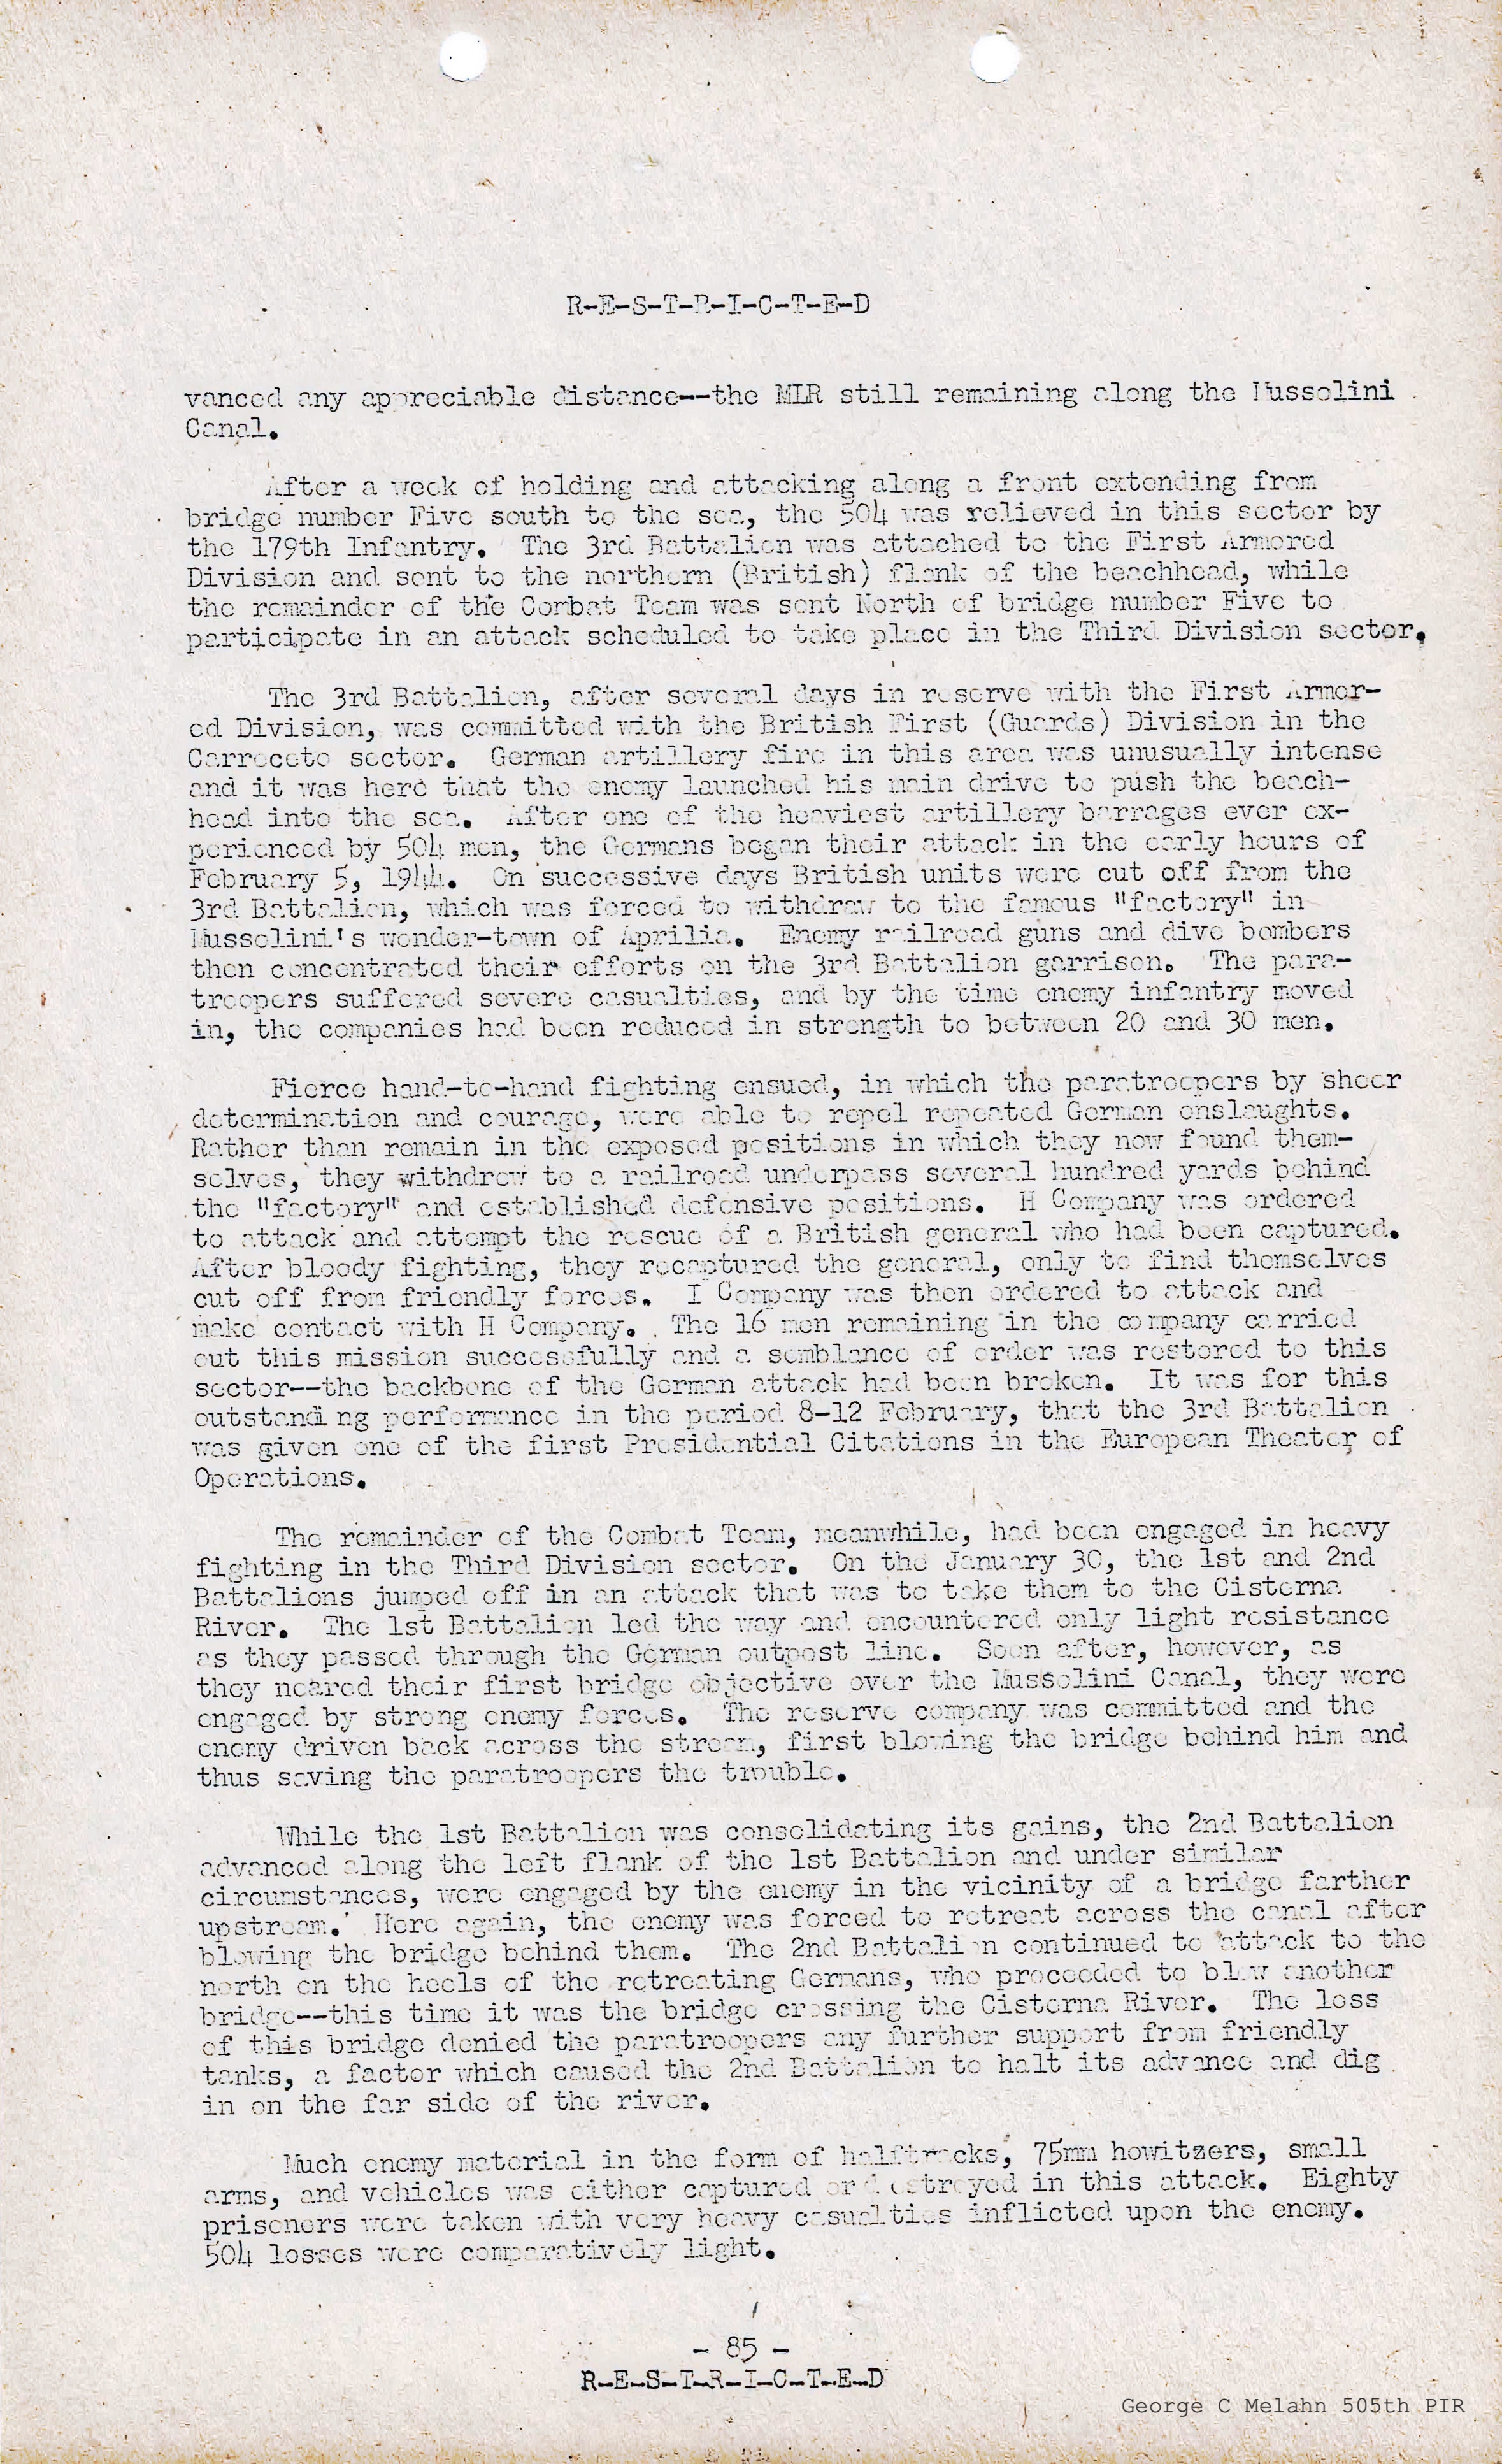 R-E-S-T-R-I-C-T-E-D
vanced any appreciable distance--the MLR still remaining along the Mussolini
Canal.
After a week of holding and attacking along a front extending from
bridge number Five south to the sea, the 504 was relieved in this sector by
the 179th Infantry. The 3rd Battalion was attached to the First Armored
Division and sent to the northern (British) flank of the beachhead, while
the remainder of the Combat Team was sent North of bridge number Five to
participate in an attack scheduled to take place in the Third Division sector.
The 3rd Battalion, after several days in reserve with the First Armor-
ed Division, was committed with the British First (Guards) Division in the
Carroceto sector. German artillery fire in this area was unusually intense
and it was here that the enemy launched his main drive to push the beach-
head into the sea. After one of the heaviest artillery barrages ever ex-
perienced by 504 men, the Germans began their attack in the early hours of
February 5, 1944. On successive days British units were cut off from the
3rd Battalion, which was forced to withdraw to the famous "factory" in
Mussolini's wonder-town of Aprilia. Enemy railroad guns and dive bombers
then concentrated their efforts on the 3rd Battalion garrison. The para-
troopers suffered severe casualties, and by the time enemy infantry moved
in, the companies had been reduced in strength to between 20 and 30 men.
Fierce hand-to-hand fighting ensued, in which the paratroopers by sheer
determination and courage, were able to repel repeated German onslaughts.
Rather than remain in the exposed positions in which they now found them-
selves, they withdrew to a railroad underpass several hundred yards behind
the "factory" and established defensive positions. H Company was ordered
to attack and attempt the rescue of a British general who had been captured.
After bloody fighting, they recaptured the general, only to find themselves
cut off from friendly forces. I Company was then ordered to attack and
make contact with H Company. The 16 men remaining in the company carried
out this mission successfully and a semblance of order was restored to this
sector--the backbone of the German attack had been broken. It was for this
outstanding performance in the period 8-12 February, that the 3rd Battalion
was given one of the first Presidential Citations in the European Theater of
Operations.
The remainder of the Combat Team, meanwhile, had been engaged in heavy
fighting in the Third Division sector. On the January 30, the 1st and 2nd
Battalions jumped off in an attack that was to take them to the Cisterna
River. The 1st Battalion led the way and encountered only light resistance
as they passed through the German outpost line. Soon after, however, as
they neared their first bridge objective over the Mussolini Canal, they were
engaged by strong enemy forces. The reserve company was committed and the
enemy driven back across the stream, first blowing the bridge behind him and
thus saving the paratroopers the trouble.
While the 1st Battalion was consolidating its gains, the 2nd Battalion
advanced along the left flank of the 1st Battalion and under similar
circumstances, were engaged by the enemy in the vicinity of a bridge farther
upstream. Here again, the enemy was forced to retreat across the canal after
blowing the bridge behind them. The 2nd Battalion continued to attack to the
north on the heels of the retreating Germans, who proceeded to blow another
bridge--this time it was the bridge crossing the Cisterna River. The loss
of this bridge denied the paratroopers any further support from friendly
tanks, a factor which caused the 2nd Battalion to halt its advance and dig
in on the far side of the river.
Much enemy material in the form of halftracks, 75mm howitzers, small
arms, and vehicles was either captured or destroyed in this attack. Eighty
prisoners were taken with very heavy casualties inflicted upon the enemy.
504 losses were comparatively light.
- 85 -
R-E-S-T-R-I-C-T-E-D
George C Melahn 505th PIR